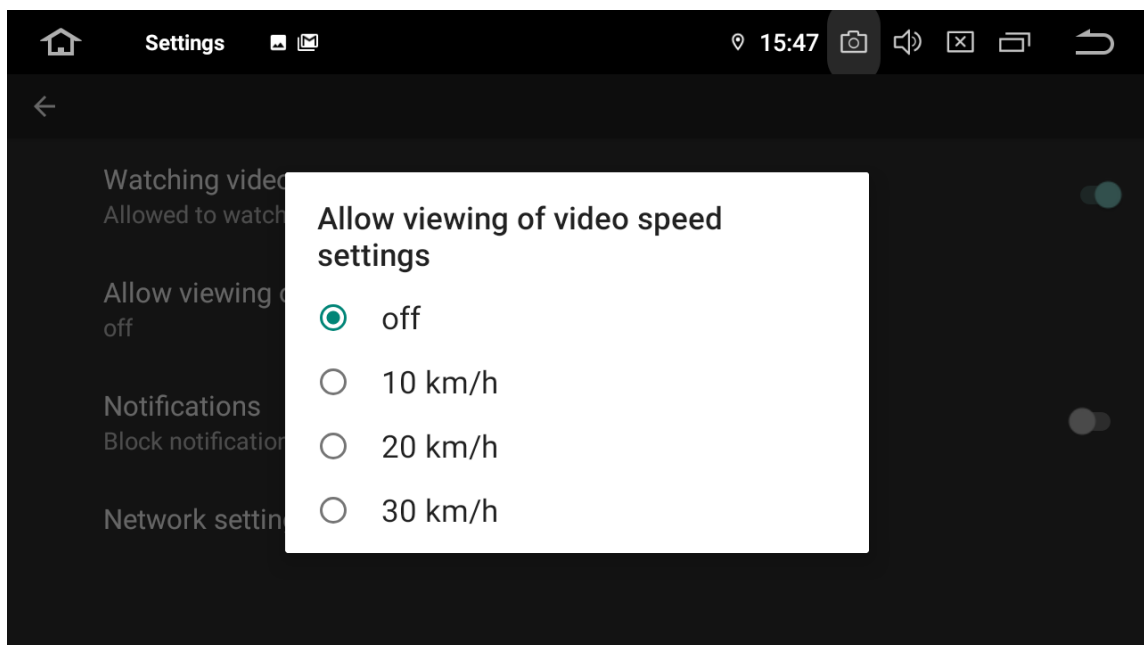 Settings
15:47
Watching video
Allowed to watch
Allow viewing
off
Notifications
Block notification
Network settin
Allow viewing of video speed
settings
off
10 km/h
20 km/h
30 km/h